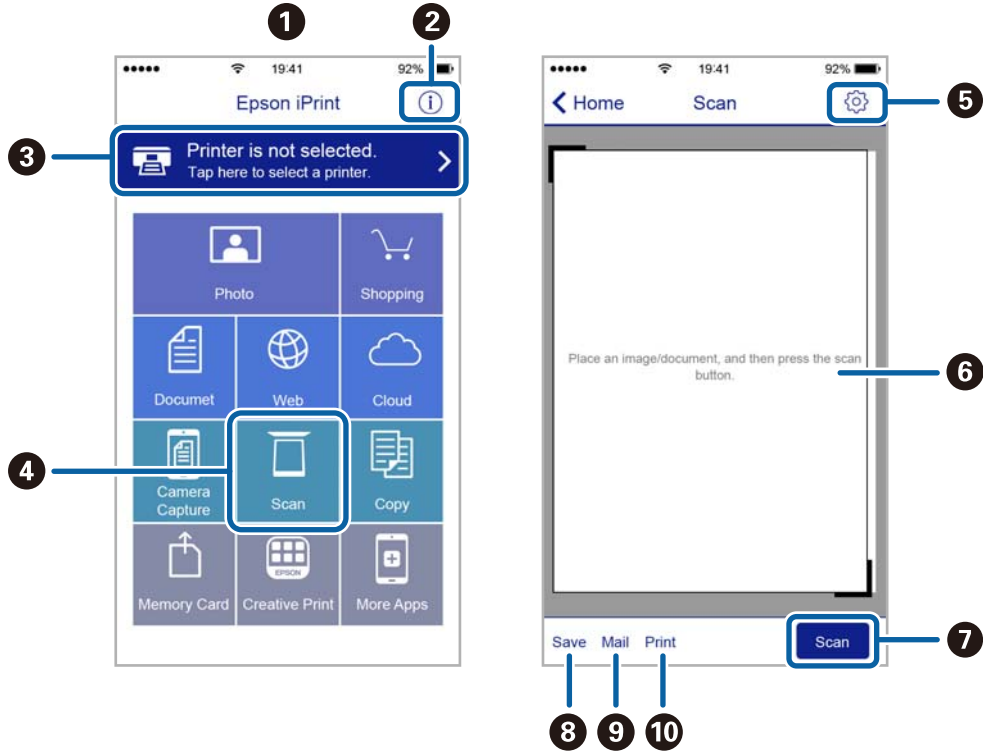 1
2
19:41
92%
Epson iPrint
3
Printer is not selected.
Tap here to select a printer.
Photo
Shopping
Documet
Web
Cloud
4
Camera
Capture
Scan
Copy
EPSON
Memory Card
Creative Print
More Apps
19:41
92%
Home
Scan
5
Place an image/document, and then press the scan
button.
6
Save
Mail
Print
Scan
7
8
9
10